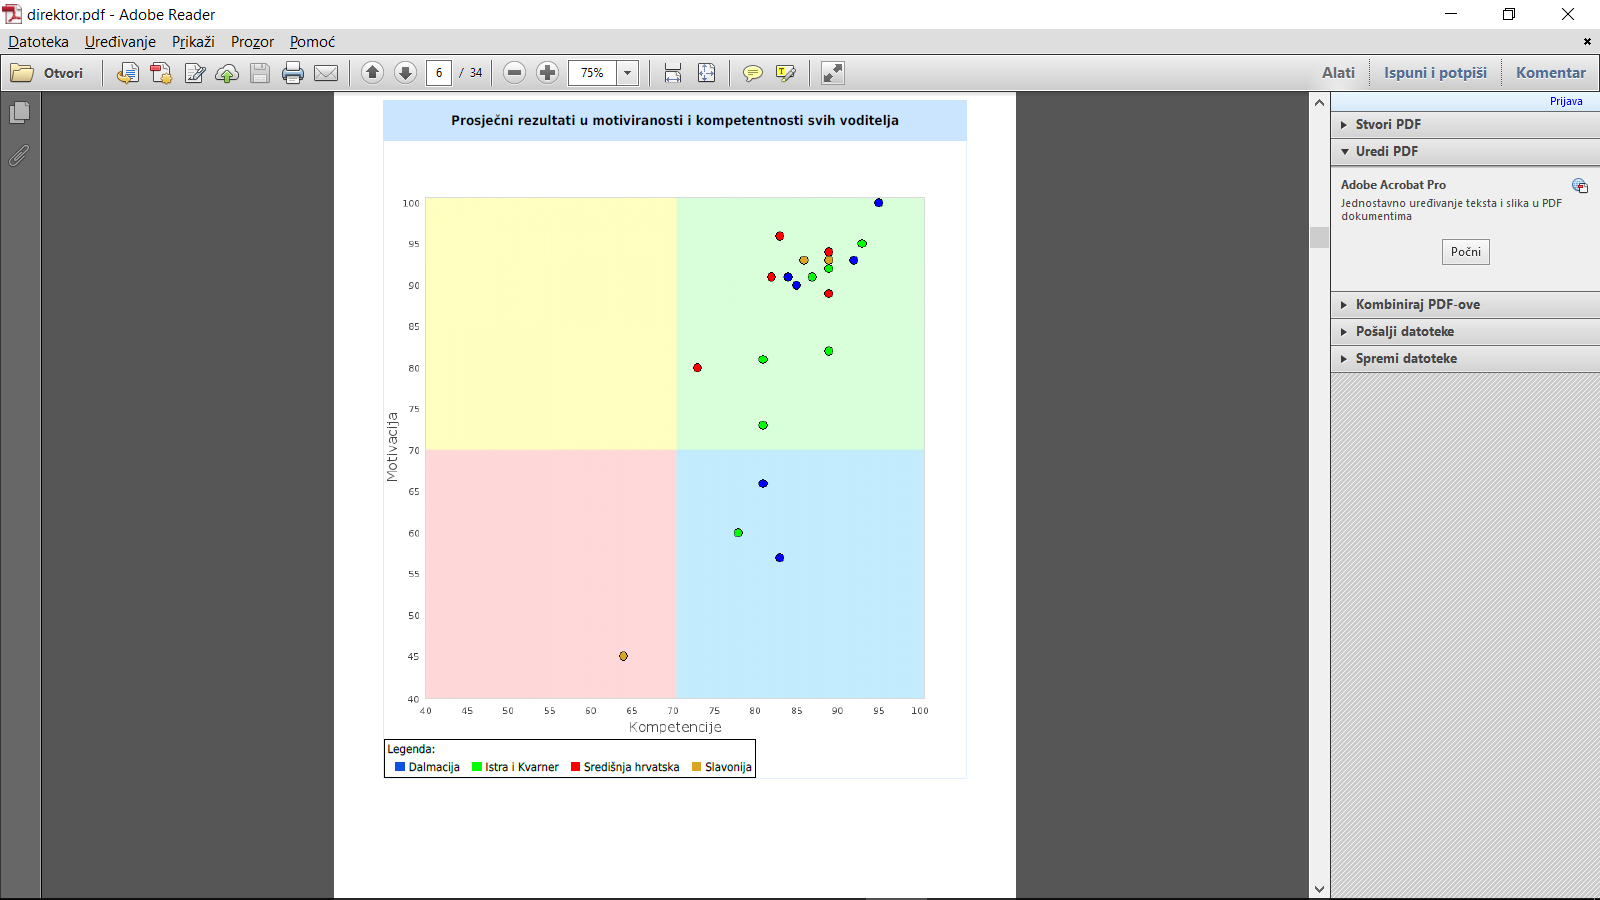 direktor.pdf - Adobe Reader
Datoteka Uređivanje Prikaži Prozor Pomoć
Otvori 6 / 34 75% Alati Ispuni i potpiši Komentar
Prijava
Stvori PDF
Uredi PDF
Adobe Acrobat Pro
Jednostavno uređivanje teksta i slika u PDF
dokumentima
Počni
Kombiniraj PDF-ove
Pošalji datoteke
Spremi datoteke
Prosječni rezultati u motiviranosti i kompetentnosti svih voditelja
Motivacija
100
95
90
85
80
75
70
65
60
55
50
45
40
40 45 50 55 60 65 70 75 80 85 90 95 100
Kompetencije
Legenda:
Dalmacija Istra i Kvarner Središnja hrvatska Slavonija